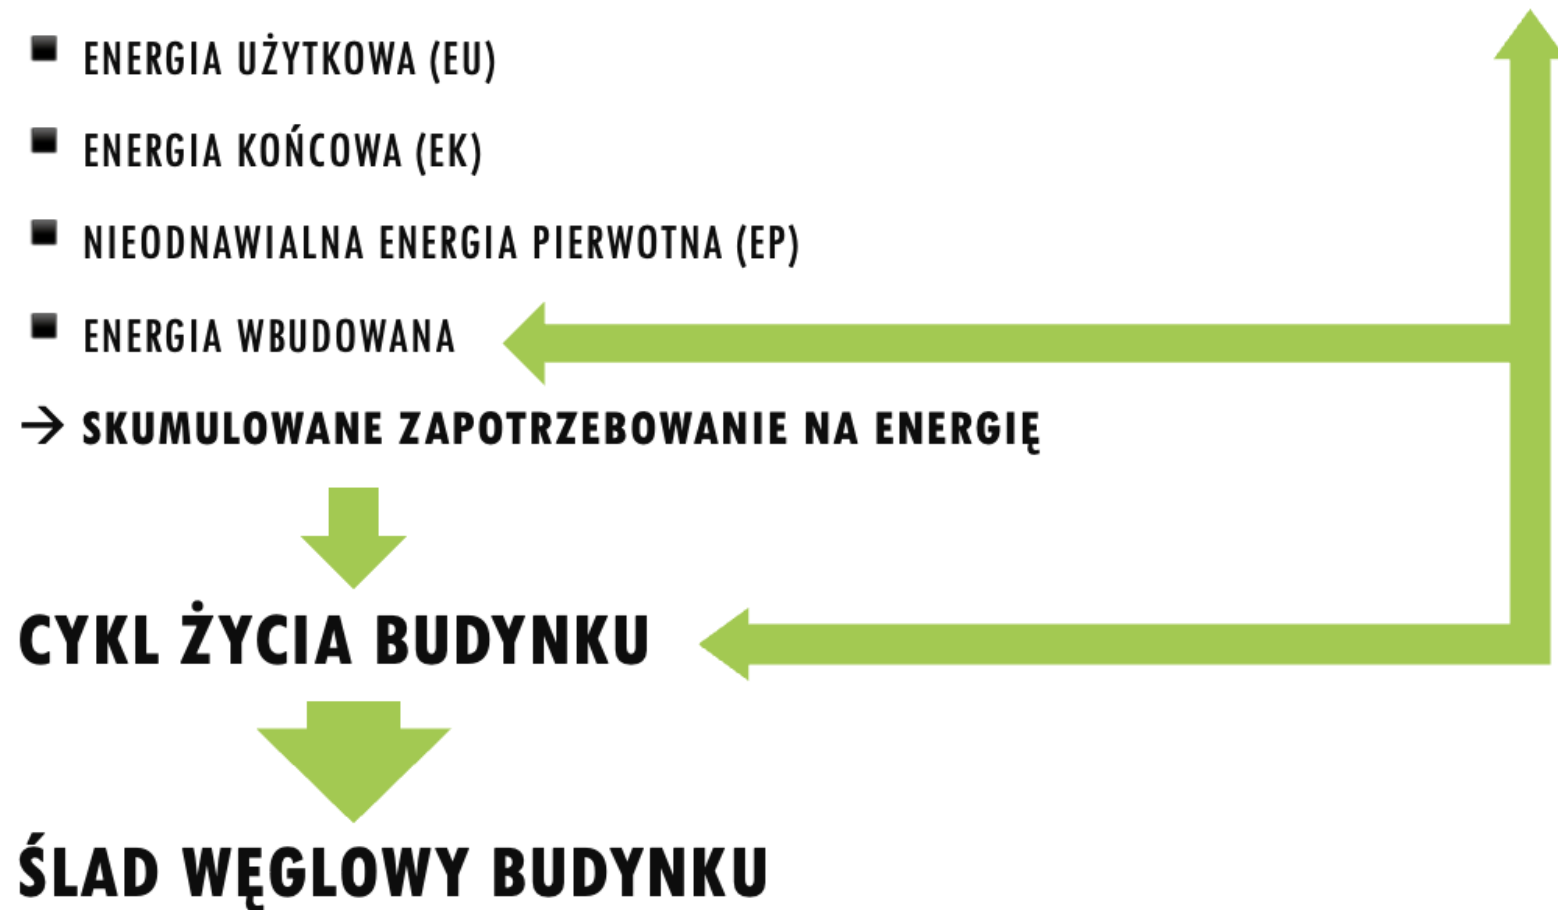 ENERGIA UŻYTKOWA (EU)
ENERGIA KOŃCOWA (EK)
NIEODNAWIALNA ENERGIA PIERWOTNA (EP)
ENERGIA WBUDOWANA
→ SKUMULOWANE ZAPOTRZEBOWANIE NA ENERGIĘ
CYKL ŻYCIA BUDYNKU
ŚLAD WĘGLOWY BUDYNKU